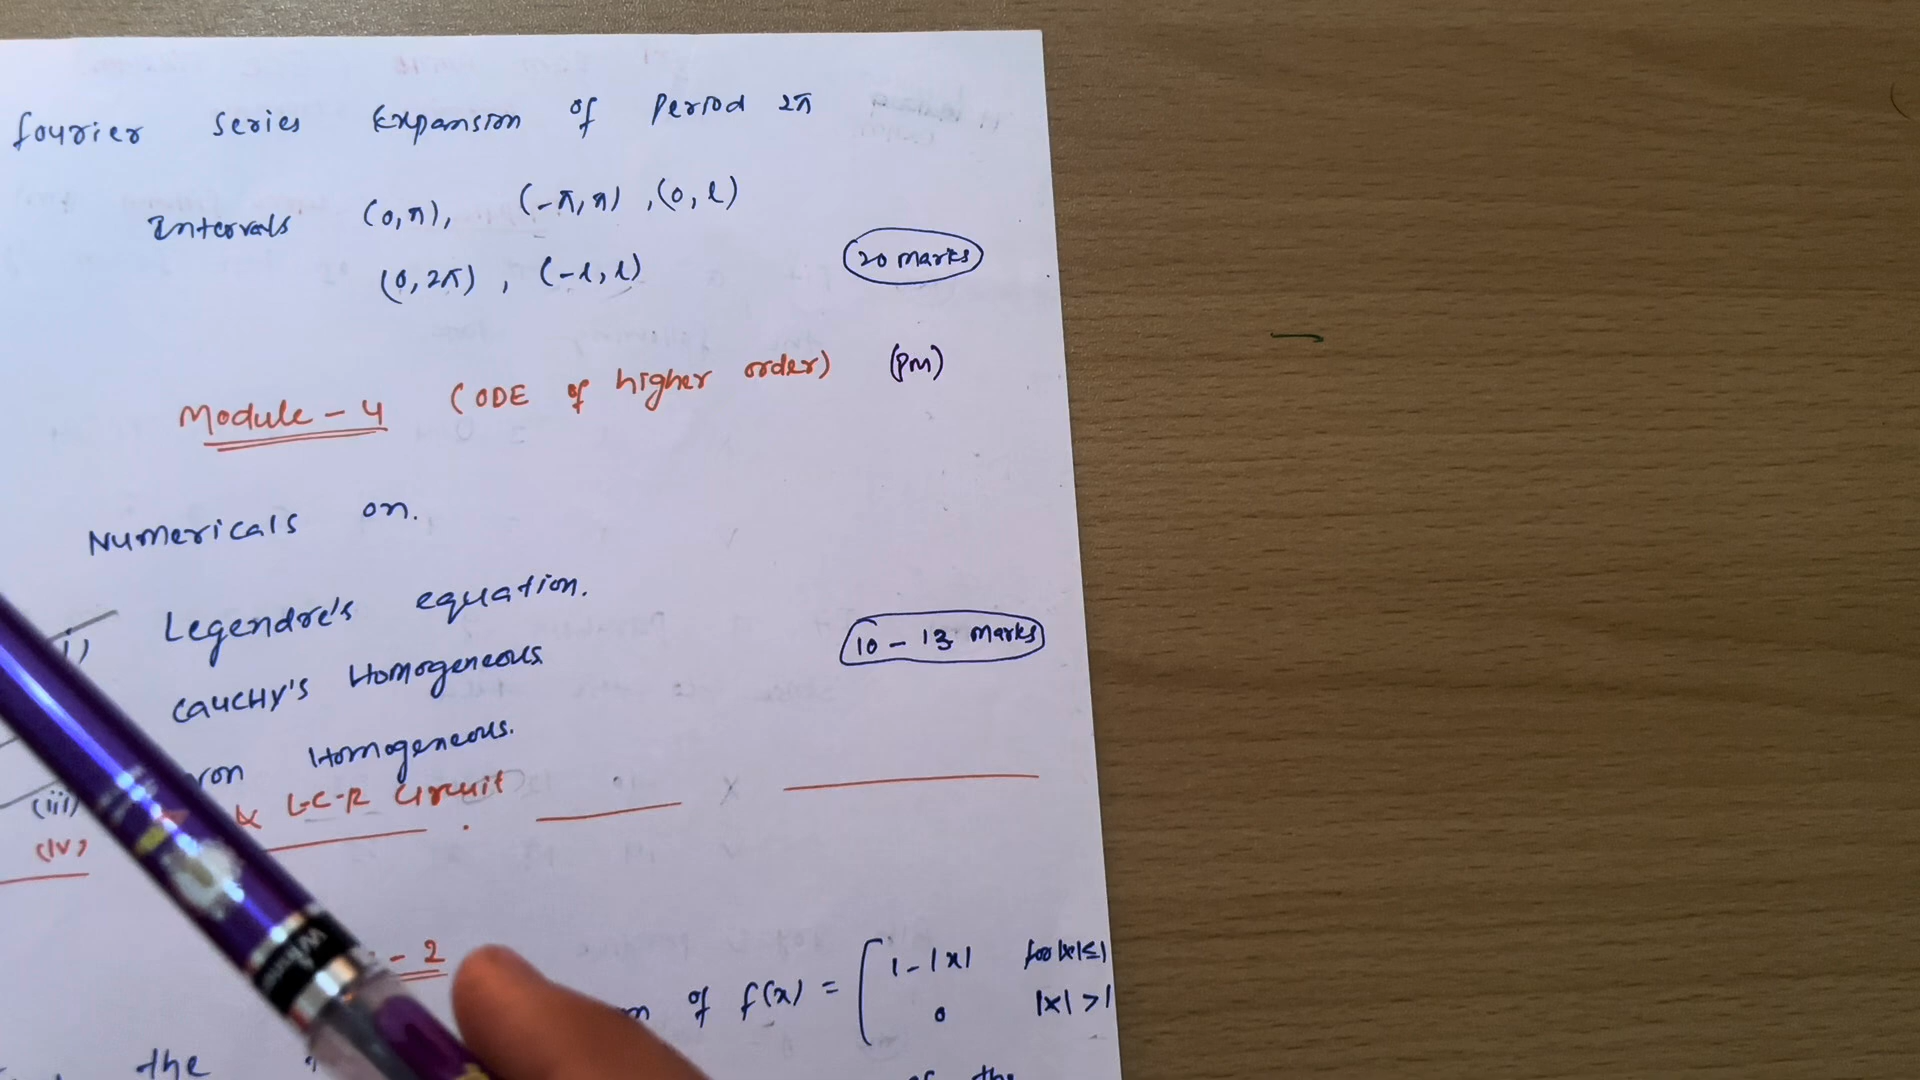 Fourier Series Expansion of Period 2π
Intervals (0,π), (-π,π) ,(0,l)
(0,2π) , (-l,l)
20 marks
Module-4 (ODE of higher order) (PM)
Numericals on.
i) Legendre's equation.
Cauchy's Homogeneous
10 - 13 marks
(iii) Homogeneous.
(iv) L-C-R Circuit
- 2
of f(x) = 1-|x| for |x|≤1
0 |x|>1
the
of the